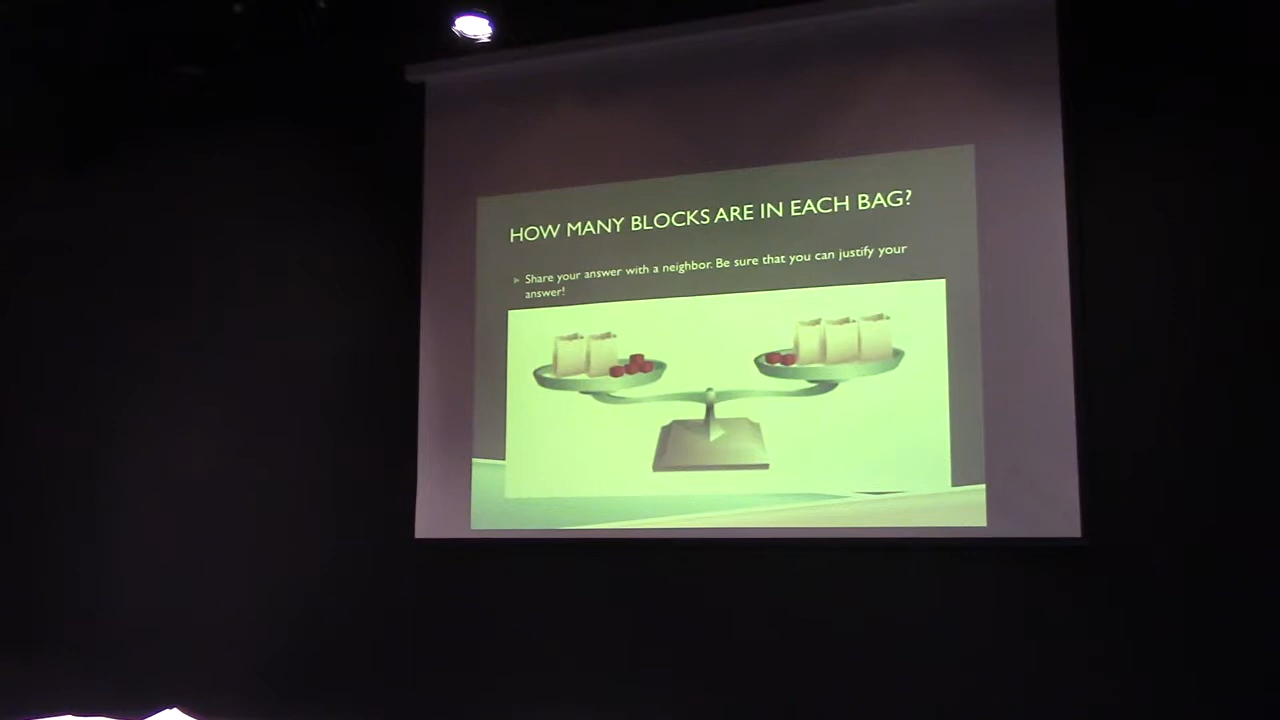 HOW MANY BLOCKS ARE IN EACH BAG?
Share your answer with a neighbor. Be sure that you can justify your
answer!